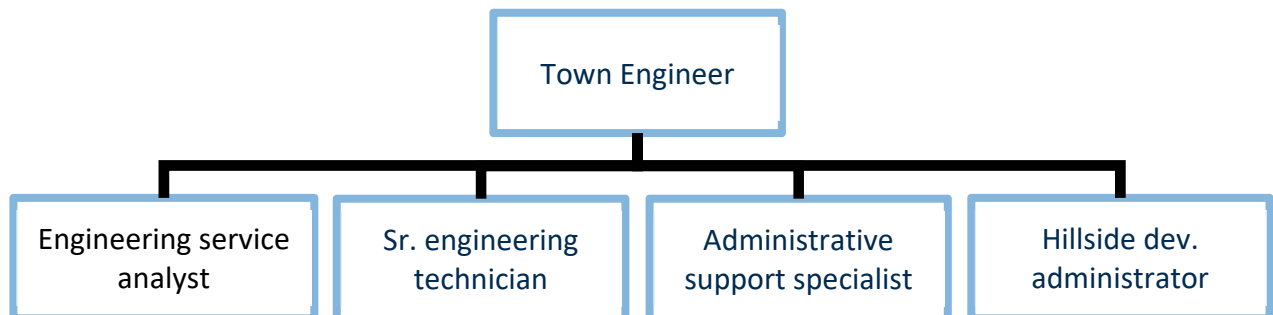 Town Engineer
Engineering service
analyst
Sr. engineering
technician
Administrative
support specialist
Hillside dev.
administrator